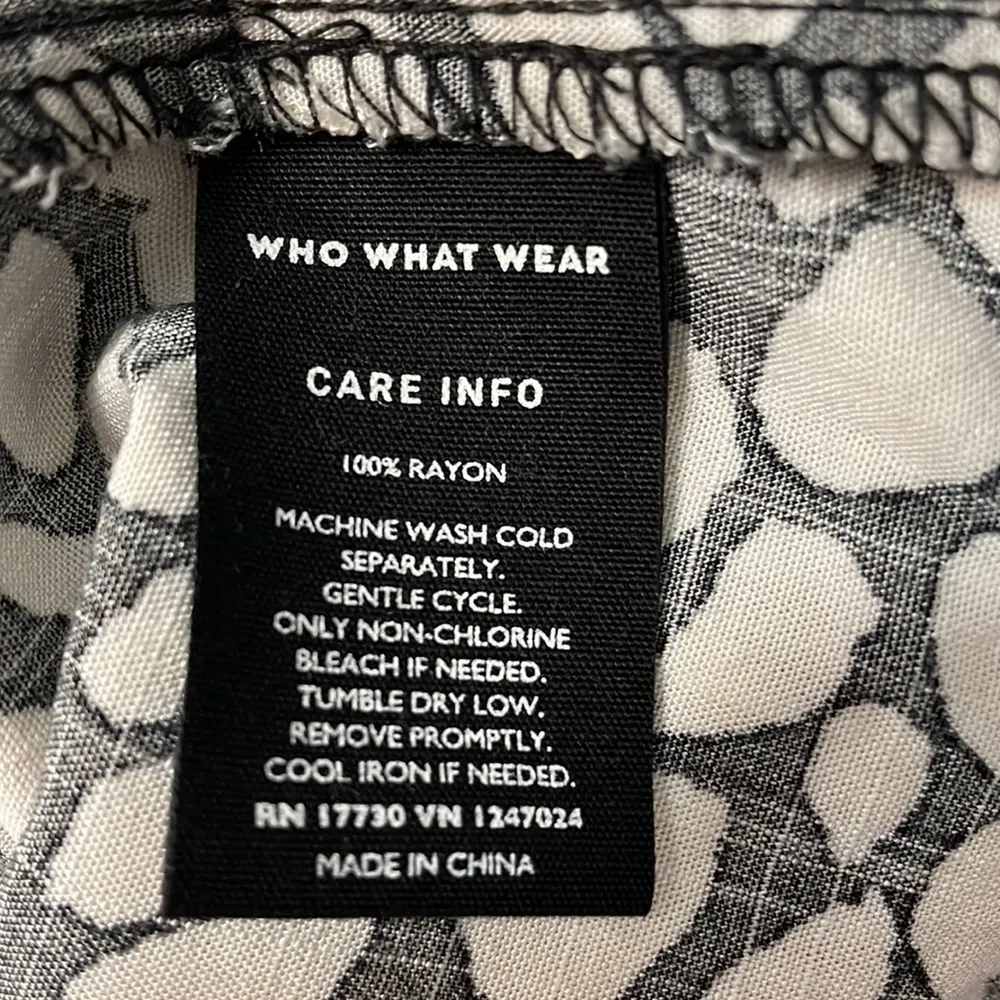 WHO WHAT WEAR
CARE INFO
100% RAYON
MACHINE WASH COLD
SEPARATELY.
GENTLE CYCLE.
ONLY NON-CHLORINE
BLEACH IF NEEDED.
TUMBLE DRY LOW.
REMOVE PROMPTLY.
COOL IRON IF NEEDED.
RN 17730 VN 1247024
MADE IN CHINA